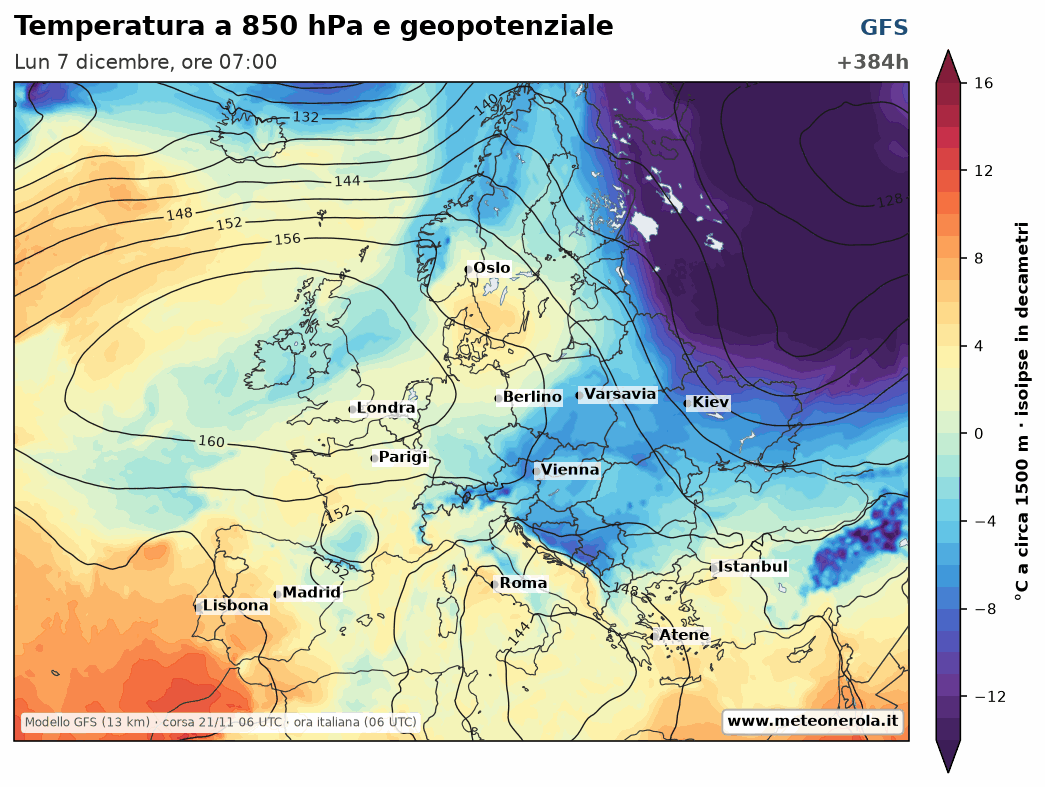 Temperatura a 850 hPa e geopotenziale
GFS
Lun 7 dicembre, ore 07:00
+384h
132
140
144
148
152
156
128
160
152
148
144
0
8
Oslo
Berlino
Varsavia
Kiev
Londra
Parigi
Vienna
Istanbul
Roma
Madrid
Lisbona
Atene
16
12
8
4
0
−4
−8
−12
°C a circa 1500 m · isoipse in decametri
Modello GFS (13 km) · corsa 21/11 06 UTC · ora italiana (06 UTC)
www.meteonerola.it